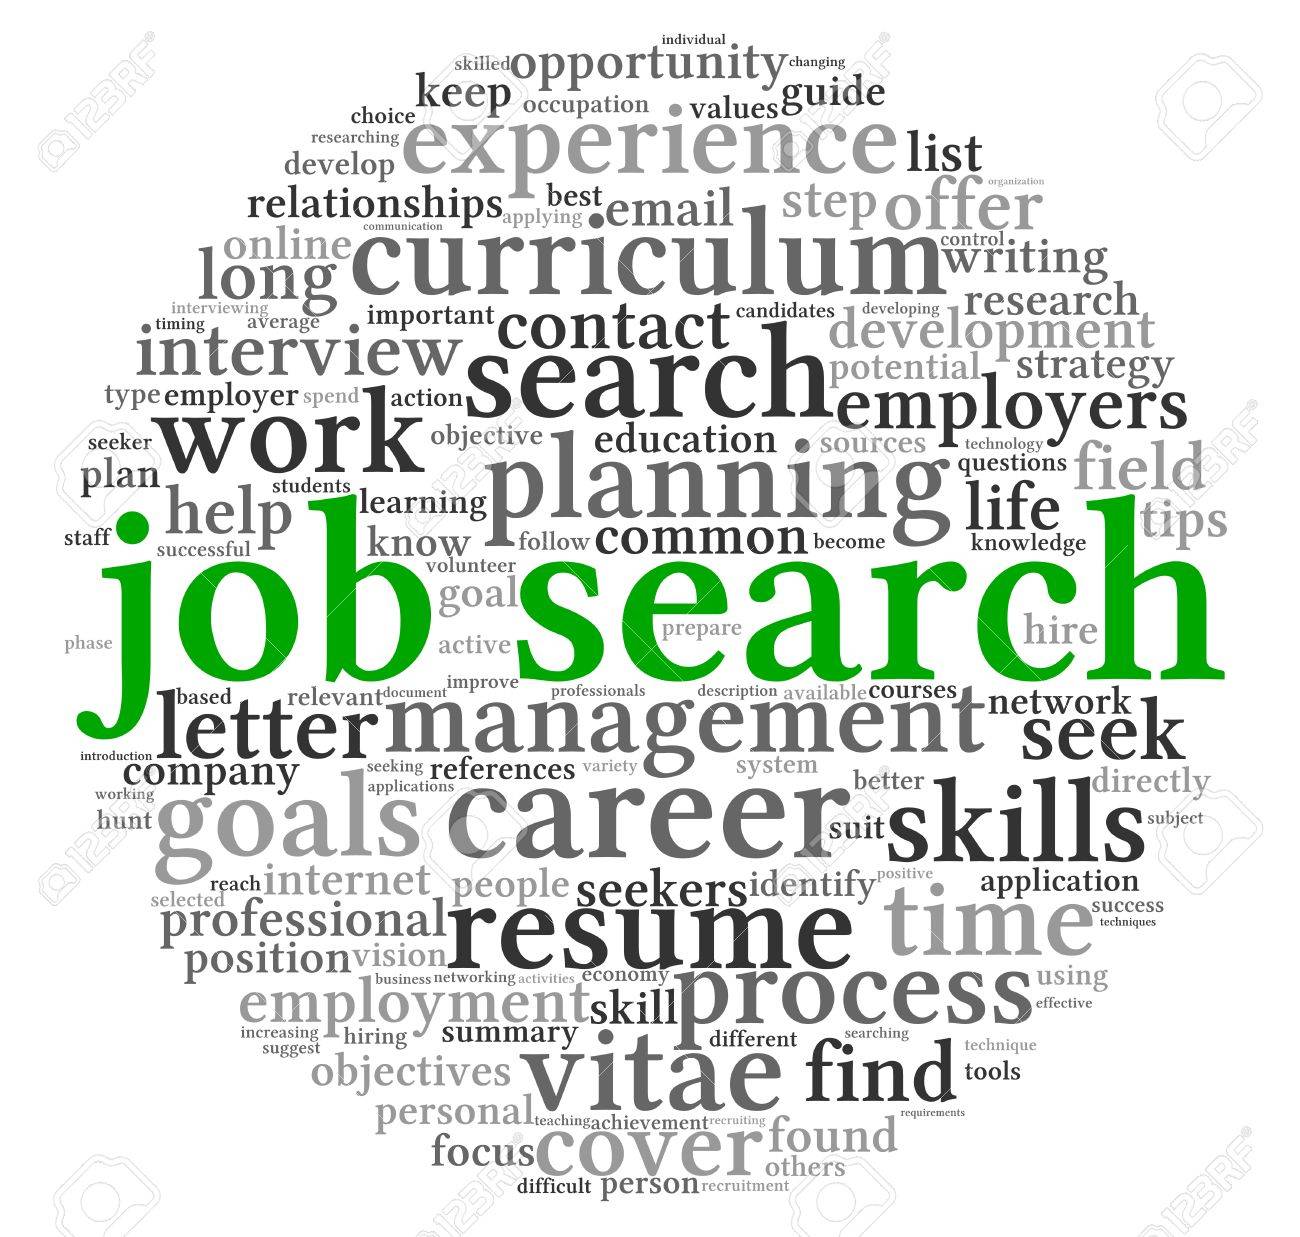 individual
skilled opportunity changing
keep occupation values guide
choice experience list
researching
develop
relationships best email step offer organization
applying
communication
online curriculum control writing
long
interviewing important contact candidates developing research
timing average development
interview search potential strategy
type employer spend action employers
work objective education sources technology
seeker planning questions field
plan students
help learning life tips
staff successful know follow common become knowledge
volunteer
job search
goal
phase active prepare hire
improve
based relevant document professionals description available courses network
letter management seek
introduction
company seeking references variety system better directly
working applications
hunt goals career suit skills subject
reach internet people seekers identify positive application
selected
professional resume time success
techniques
position vision
business networking activities economy process using
employment skill effective
increasing hiring summary different searching
suggest technique
objectives vitae find tools
personal requirements
teaching achievement recruiting
focus cover found
others
difficult person recruitment
123RF